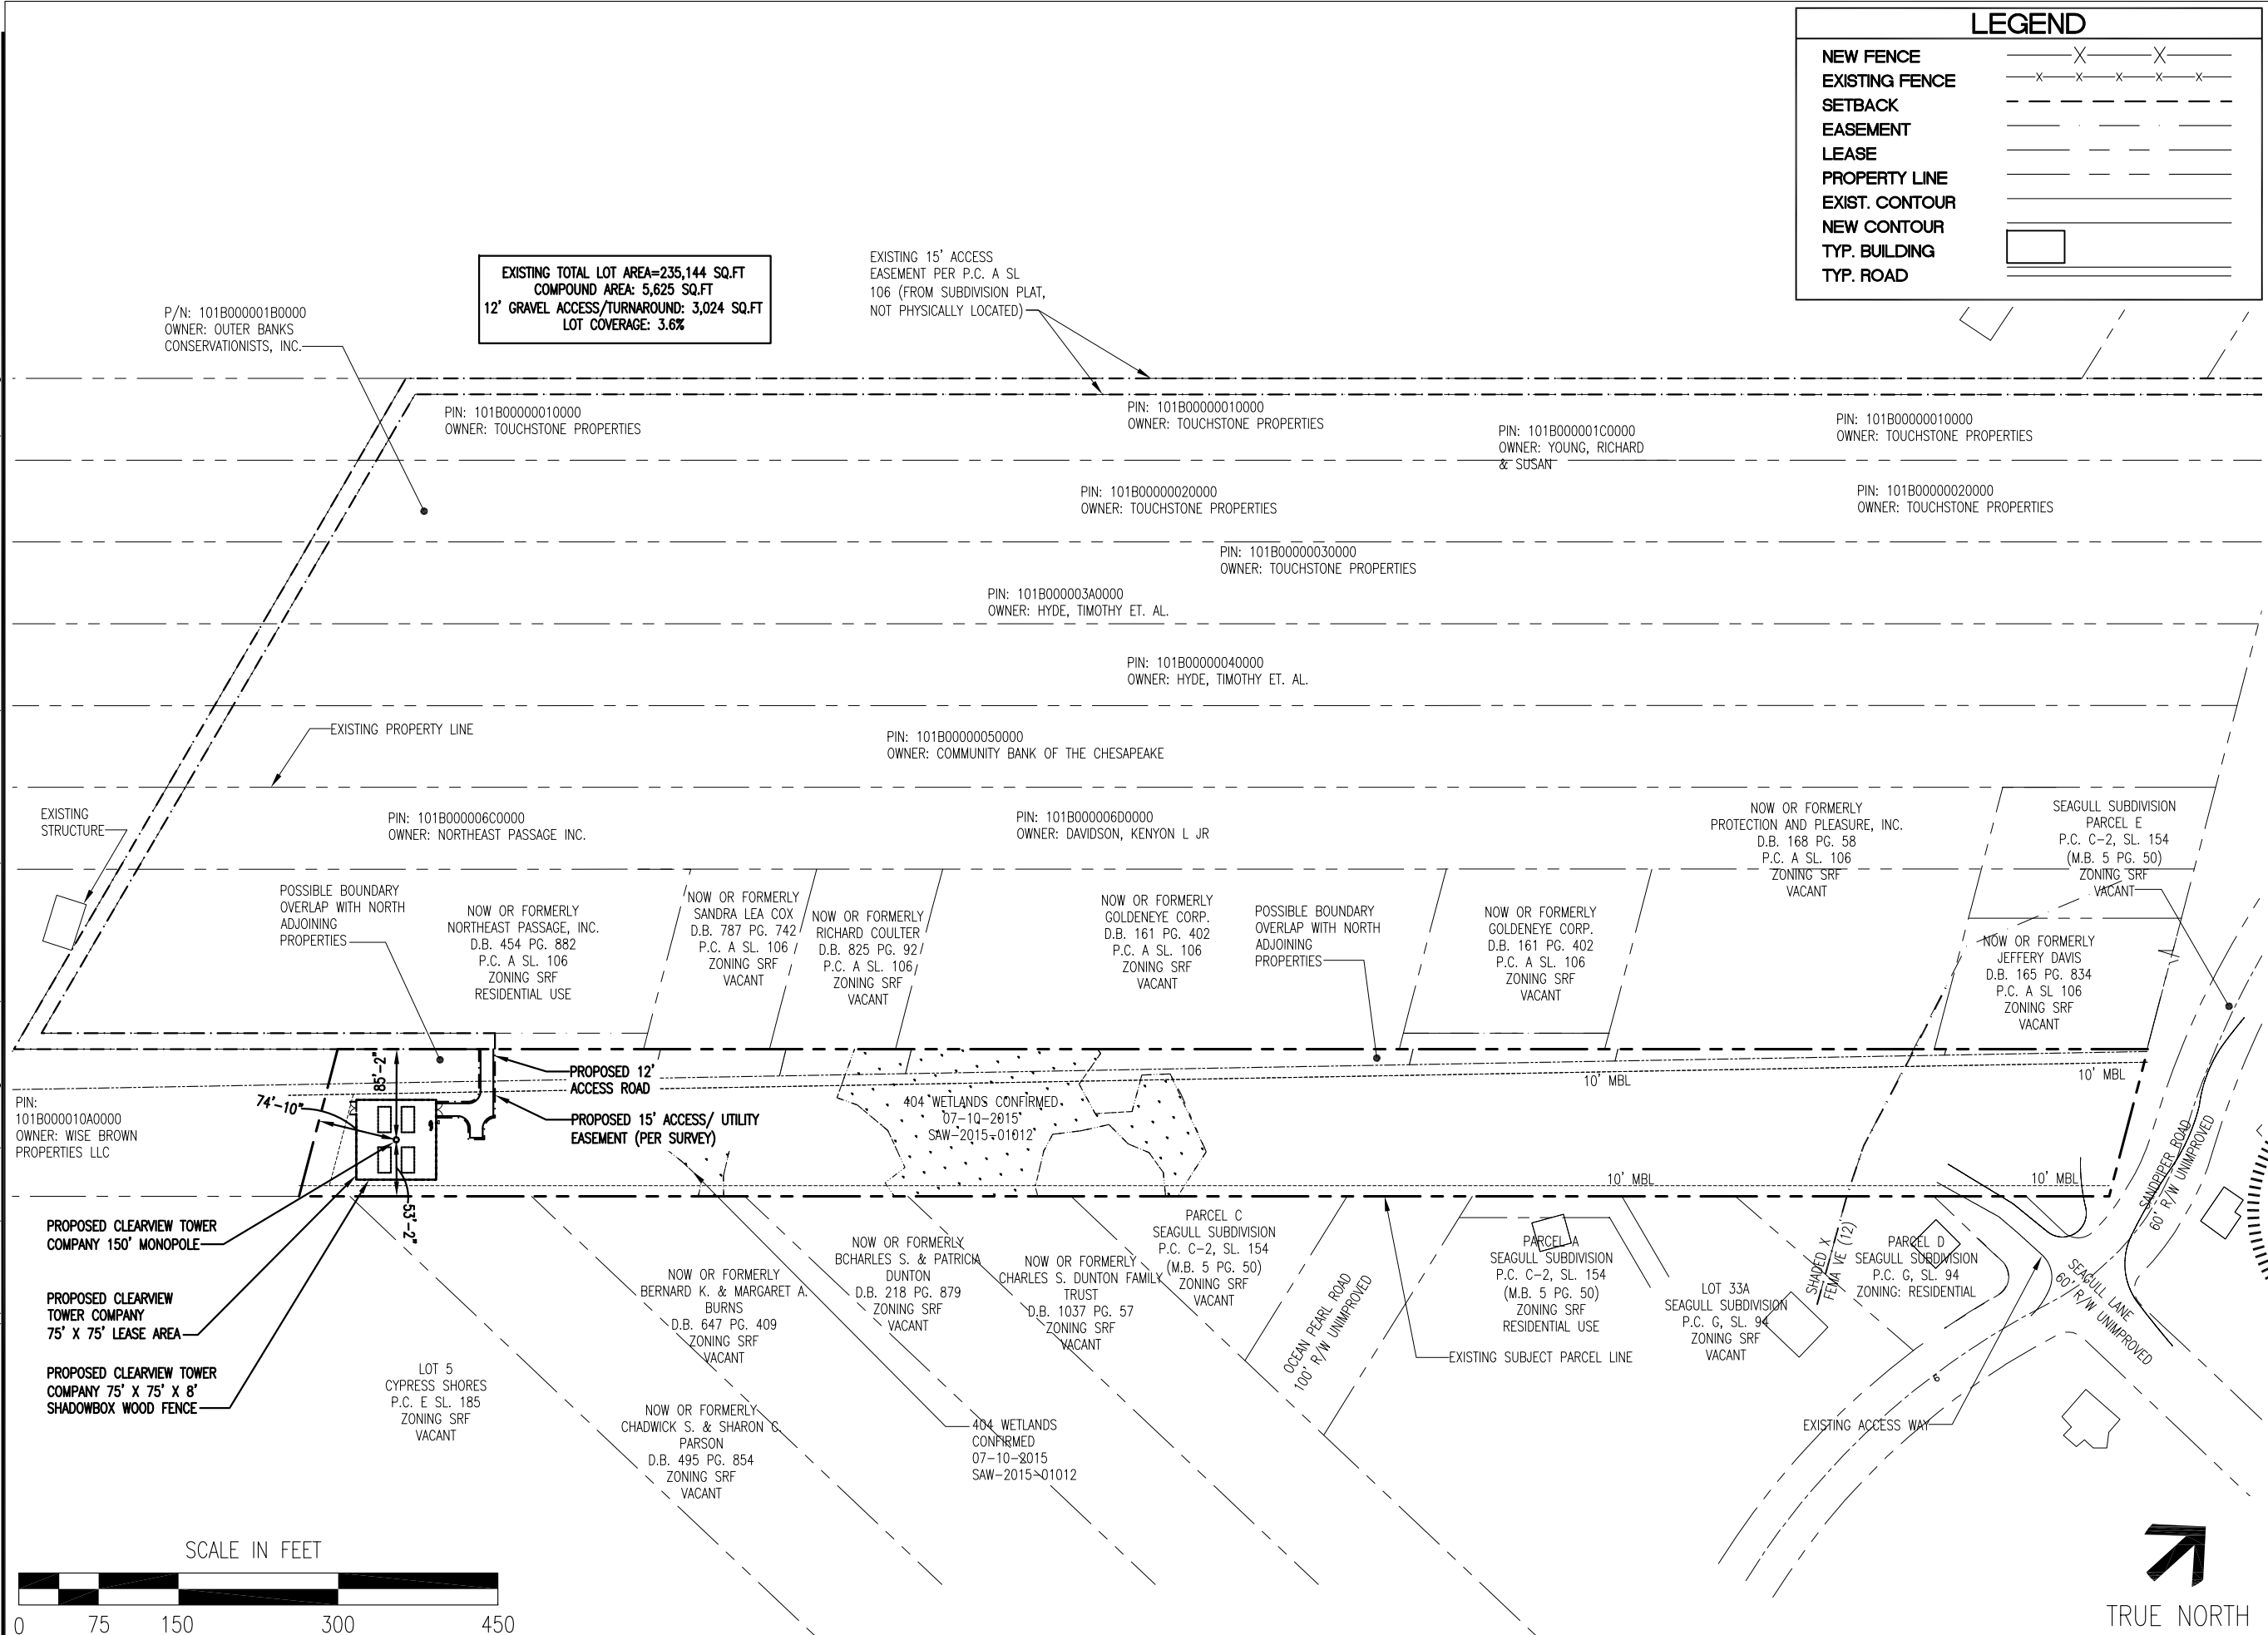 LEGEND
NEW FENCE
EXISTING FENCE
SETBACK
EASEMENT
LEASE
PROPERTY LINE
EXIST. CONTOUR
NEW CONTOUR
TYP. BUILDING
TYP. ROAD
EXISTING TOTAL LOT AREA=235,144 SQ.FT
COMPOUND AREA: 5,625 SQ.FT
12' GRAVEL ACCESS/TURNAROUND: 3,024 SQ.FT
LOT COVERAGE: 3.6%
EXISTING 15' ACCESS
EASEMENT PER P.C. A SL
106 (FROM SUBDIVISION PLAT,
NOT PHYSICALLY LOCATED)
P/N: 101B000001B0000
OWNER: OUTER BANKS
CONSERVATIONISTS, INC.
PIN: 101B00000010000
OWNER: TOUCHSTONE PROPERTIES
PIN: 101B00000010000
OWNER: TOUCHSTONE PROPERTIES
PIN: 101B000001C0000
OWNER: YOUNG, RICHARD
& SUSAN
PIN: 101B00000010000
OWNER: TOUCHSTONE PROPERTIES
PIN: 101B00000020000
OWNER: TOUCHSTONE PROPERTIES
PIN: 101B00000020000
OWNER: TOUCHSTONE PROPERTIES
PIN: 101B00000030000
OWNER: TOUCHSTONE PROPERTIES
PIN: 101B000003A0000
OWNER: HYDE, TIMOTHY ET. AL.
PIN: 101B00000040000
OWNER: HYDE, TIMOTHY ET. AL.
EXISTING PROPERTY LINE
PIN: 101B00000050000
OWNER: COMMUNITY BANK OF THE CHESAPEAKE
EXISTING
STRUCTURE
PIN: 101B000006C0000
OWNER: NORTHEAST PASSAGE INC.
PIN: 101B000006D0000
OWNER: DAVIDSON, KENYON L JR
NOW OR FORMERLY
PROTECTION AND PLEASURE, INC.
D.B. 168 PG. 58
P.C. A SL. 106
ZONING SRF
VACANT
SEAGULL SUBDIVISION
PARCEL E
P.C. C-2, SL. 154
(M.B. 5 PG. 50)
ZONING SRF
VACANT
POSSIBLE BOUNDARY
OVERLAP WITH NORTH
ADJOINING
PROPERTIES
NOW OR FORMERLY
NORTHEAST PASSAGE, INC.
D.B. 454 PG. 882
P.C. A SL. 106
ZONING SRF
RESIDENTIAL USE
NOW OR FORMERLY
SANDRA LEA COX
D.B. 787 PG. 742
P.C. A SL. 106
ZONING SRF
VACANT
NOW OR FORMERLY
RICHARD COULTER
D.B. 825 PG. 92
P.C. A SL. 106
ZONING SRF
VACANT
NOW OR FORMERLY
GOLDENEYE CORP.
D.B. 161 PG. 402
P.C. A SL. 106
ZONING SRF
VACANT
POSSIBLE BOUNDARY
OVERLAP WITH NORTH
ADJOINING
PROPERTIES
NOW OR FORMERLY
GOLDENEYE CORP.
D.B. 161 PG. 402
P.C. A SL. 106
ZONING SRF
VACANT
NOW OR FORMERLY
JEFFERY DAVIS
D.B. 165 PG. 834
P.C. A SL 106
ZONING SRF
VACANT
85'-2"
74'-10"
53'-2"
PROPOSED 12'
ACCESS ROAD
PROPOSED 15' ACCESS/ UTILITY
EASEMENT (PER SURVEY)
404 WETLANDS CONFIRMED
07-10-2015
SAW-2015-01012
10' MBL
10' MBL
10' MBL
10' MBL
PIN:
101B000010A0000
OWNER: WISE BROWN
PROPERTIES LLC
SANDPIPER ROAD
60' R/W UNIMPROVED
PROPOSED CLEARVIEW TOWER
COMPANY 150' MONOPOLE
PROPOSED CLEARVIEW
TOWER COMPANY
75' X 75' LEASE AREA
PROPOSED CLEARVIEW TOWER
COMPANY 75' X 75' X 8'
SHADOWBOX WOOD FENCE
LOT 5
CYPRESS SHORES
P.C. E SL. 185
ZONING SRF
VACANT
NOW OR FORMERLY
BERNARD K. & MARGARET A.
BURNS
D.B. 647 PG. 409
ZONING SRF
VACANT
NOW OR FORMERLY
CHADWICK S. & SHARON C.
PARSON
D.B. 495 PG. 854
ZONING SRF
VACANT
NOW OR FORMERLY
BCHARLES S. & PATRICIA
DUNTON
D.B. 218 PG. 879
ZONING SRF
VACANT
NOW OR FORMERLY
CHARLES S. DUNTON FAMILY
TRUST
D.B. 1037 PG. 57
ZONING SRF
VACANT
404 WETLANDS
CONFIRMED
07-10-2015
SAW-2015-01012
PARCEL C
SEAGULL SUBDIVISION
P.C. C-2, SL. 154
(M.B. 5 PG. 50)
ZONING SRF
VACANT
OCEAN PEARL ROAD
100' R/W UNIMPROVED
PARCEL A
SEAGULL SUBDIVISION
P.C. C-2, SL. 154
(M.B. 5 PG. 50)
ZONING SRF
RESIDENTIAL USE
EXISTING SUBJECT PARCEL LINE
LOT 33A
SEAGULL SUBDIVISION
P.C. G, SL. 94
ZONING SRF
VACANT
SHADED X
FEMA VE (12)
PARCEL D
SEAGULL SUBDIVISION
P.C. G, SL. 94
ZONING: RESIDENTIAL
SEAGULL LANE
60' R/W UNIMPROVED
EXISTING ACCESS WAY
SCALE IN FEET
0 75 150 300 450
TRUE NORTH